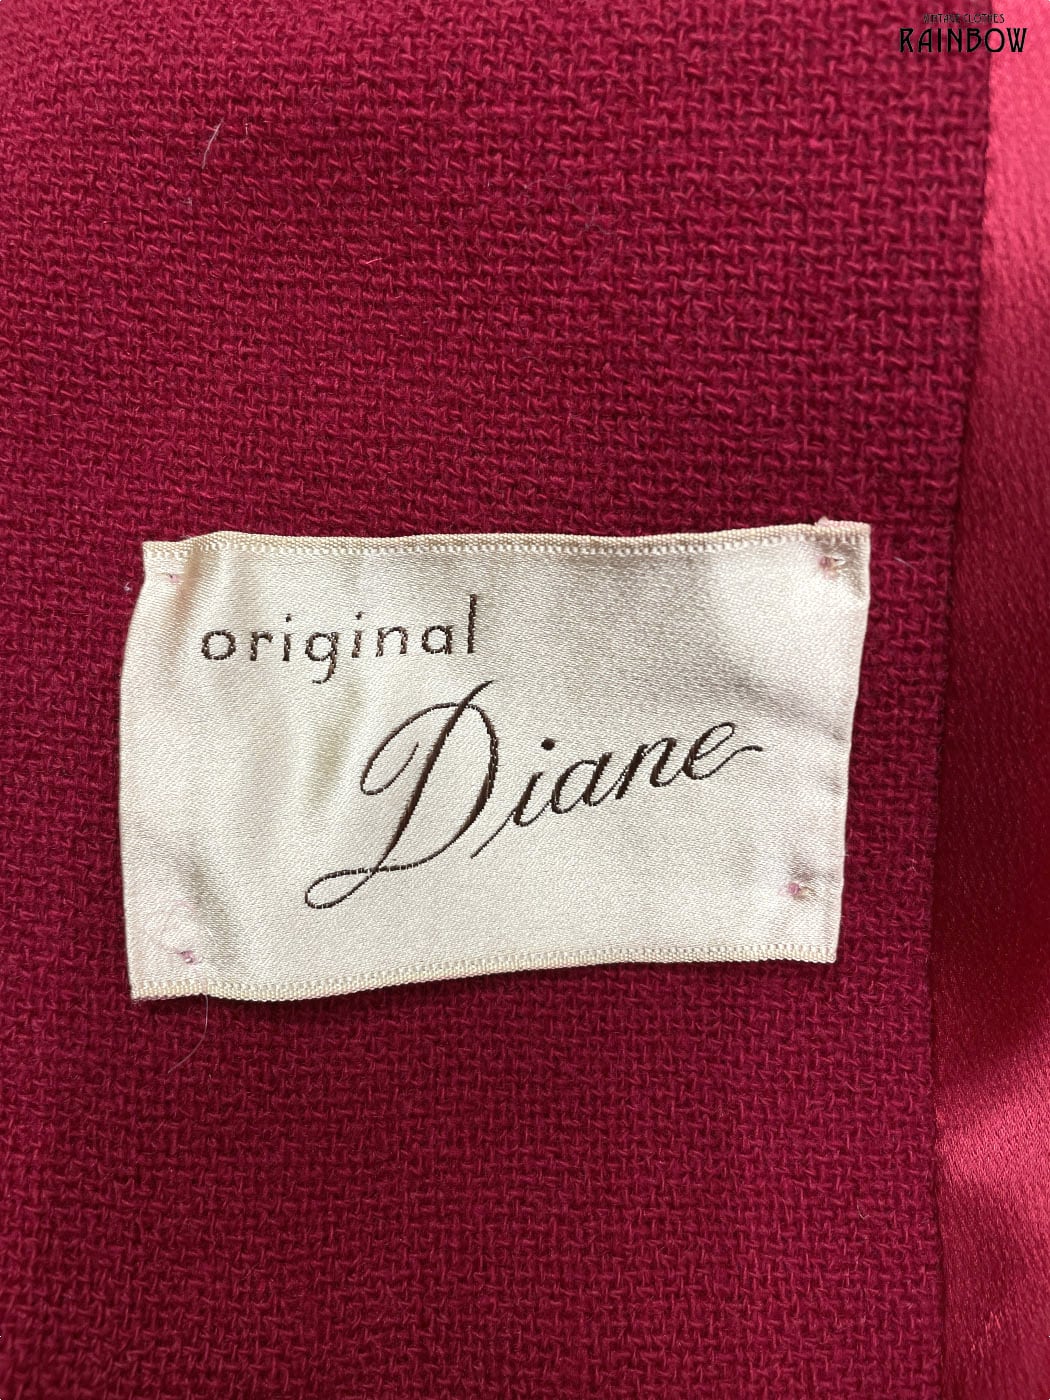 VINTAGE CLOTHES
RAINBOW
original
Diane